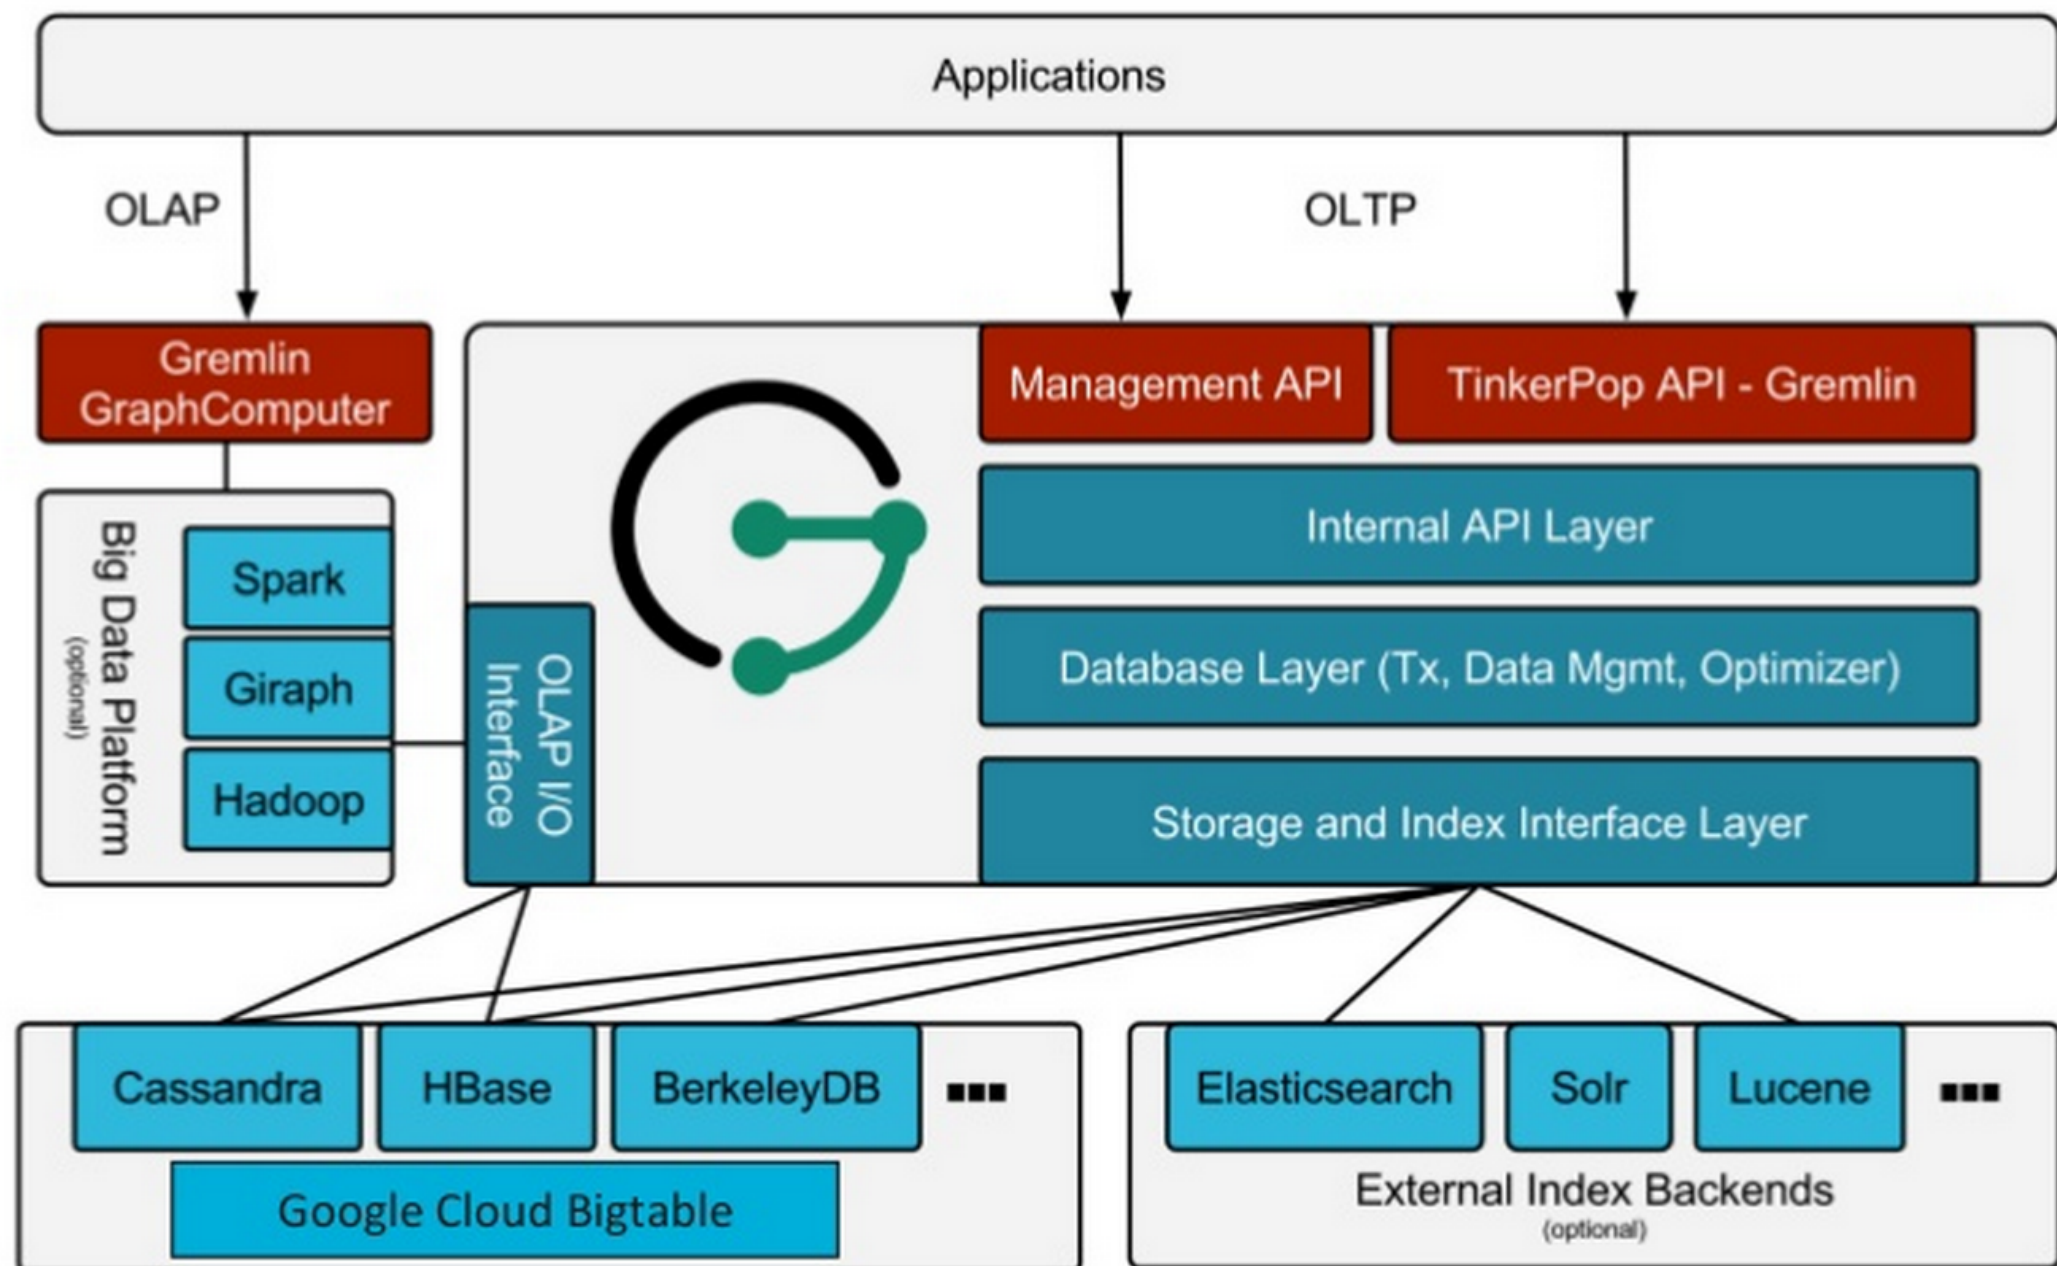 Applications
OLAP
OLTP
Gremlin
GraphComputer
Management API
TinkerPop API - Gremlin
Big Data Platform
(optional)
Spark
Giraph
Hadoop
OLAP I/O
Interface
Internal API Layer
Database Layer (Tx, Data Mgmt, Optimizer)
Storage and Index Interface Layer
Cassandra
HBase
BerkeleyDB
Google Cloud Bigtable
Elasticsearch
Solr
Lucene
External Index Backends
(optional)